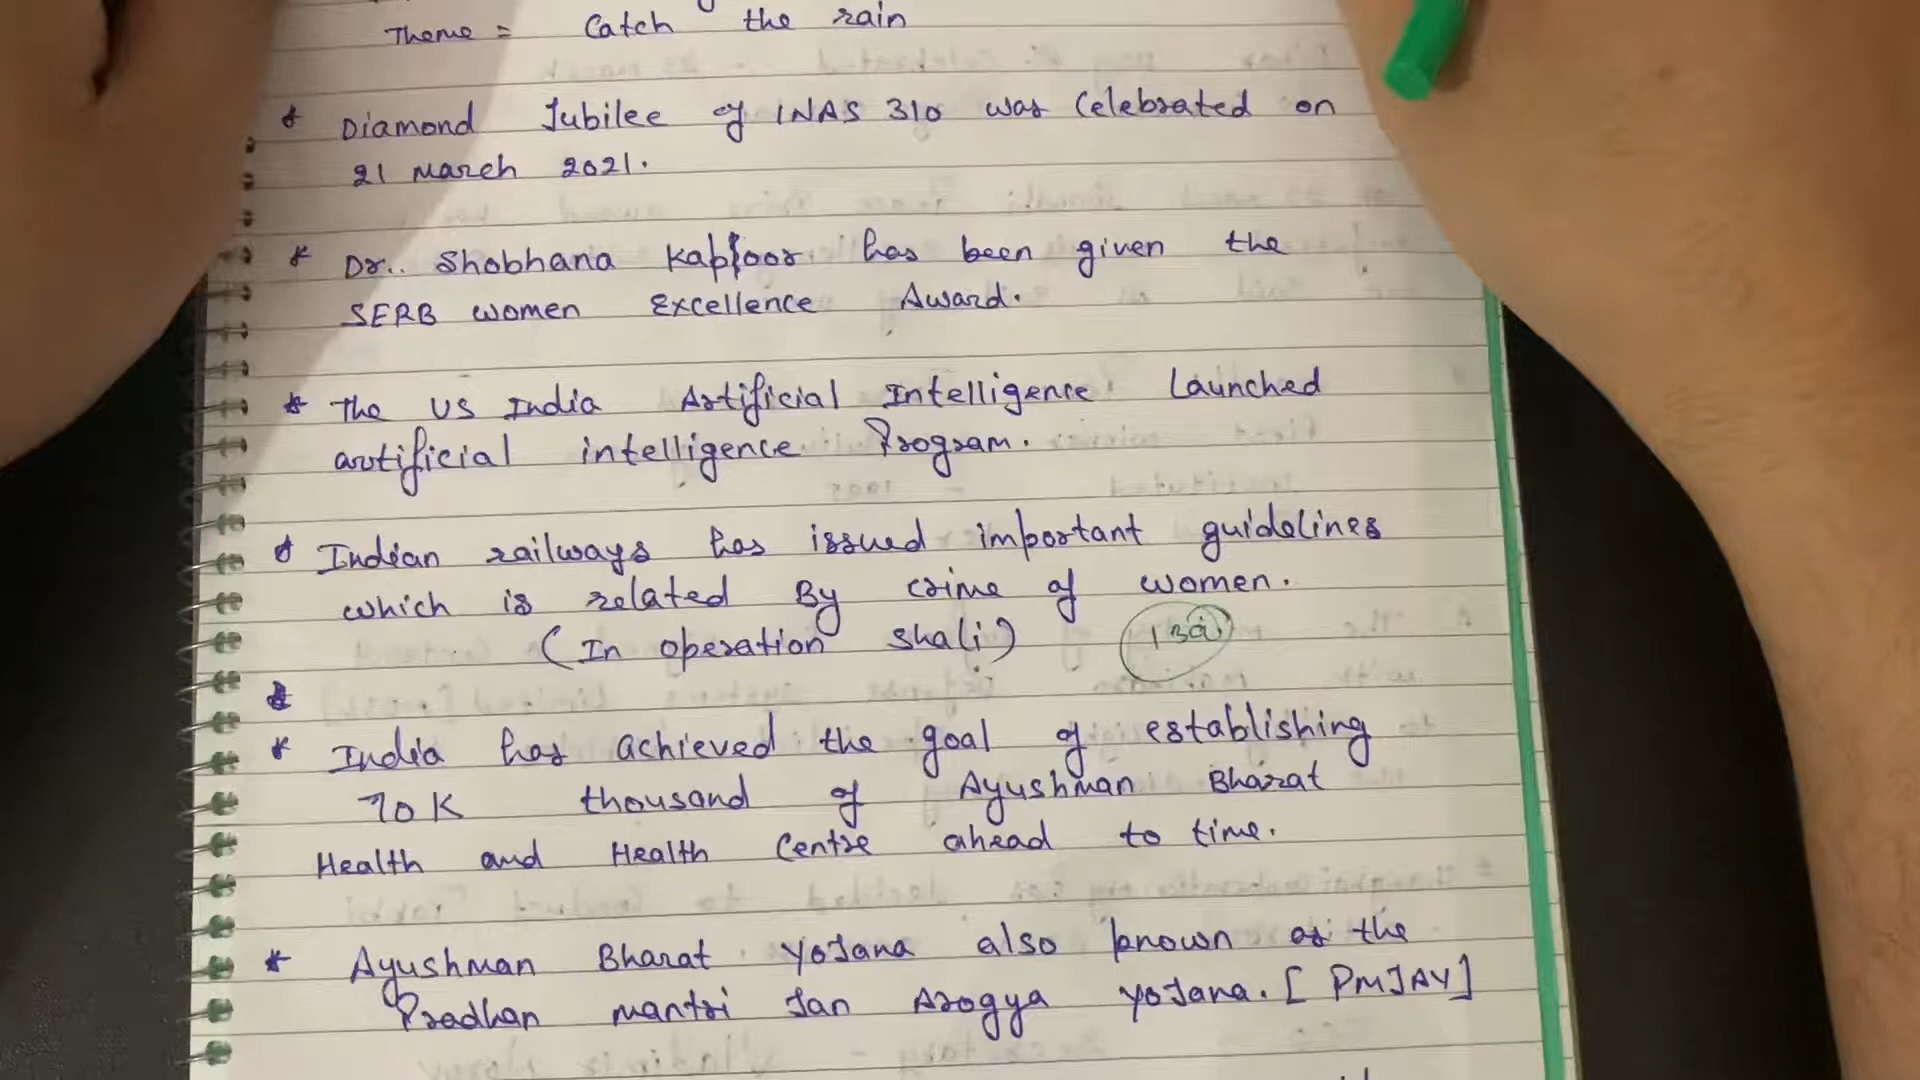 Theme = Catch the rain
* Diamond Jubilee of INAS 310 was Celebrated on
21 March 2021.
* Dr.. Shobhana Kappoor has been given the
SERB women Excellence Award.
* The US India Artificial Intelligence Launched
artificial intelligence Program.
* Indian railways has issued important guidelines
which is related By crime of women.
(In operation Shali)
* India has achieved the goal of establishing
70K thousand of Ayushman Bharat
Health and Health Centre ahead to time.
* Ayushman Bharat yoJana also known as the
Pradhan mantri Jan Arogya yoJana. [PMJAY]